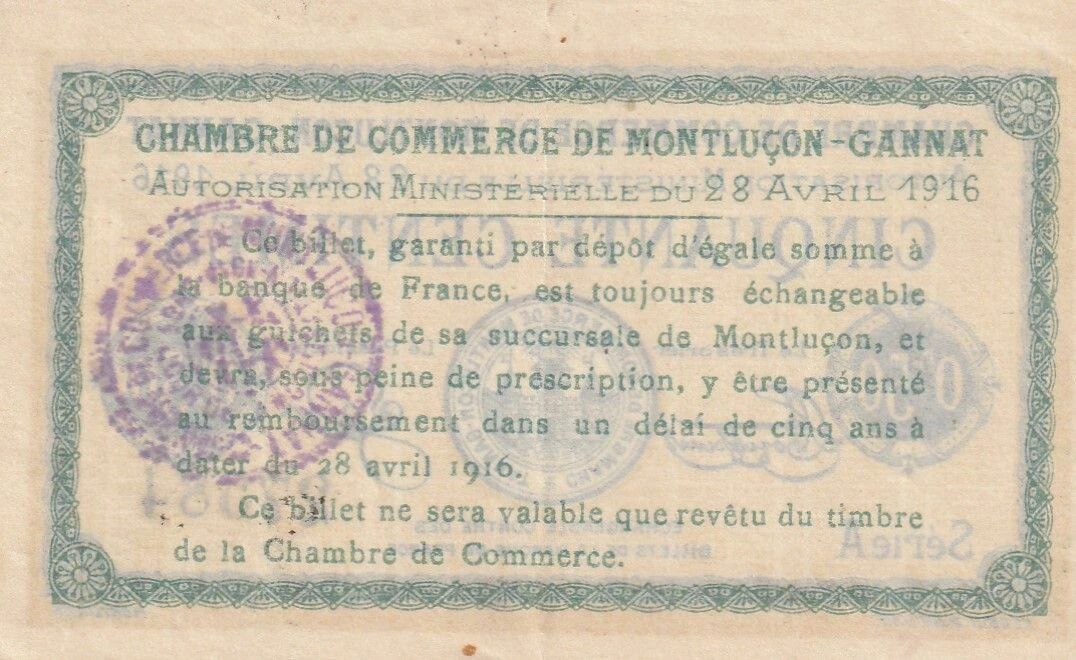 CHAMBRE DE COMMERCE DE MONTLUÇON-GANNAT
AUTORISATION MINISTÉRIELLE DU 28 AVRIL 1916
Ce billet, garanti par dépôt d'égale somme à
la banque de France, est toujours échangeable
aux guichets de sa succursale de Montluçon, et
devra, sous peine de prescription, y être présenté
au remboursement dans un délai de cinq ans à
dater du 28 avril 1916.
Ce billet ne sera valable que revêtu du timbre
de la Chambre de Commerce.
CINQUANTE CENT
Série A